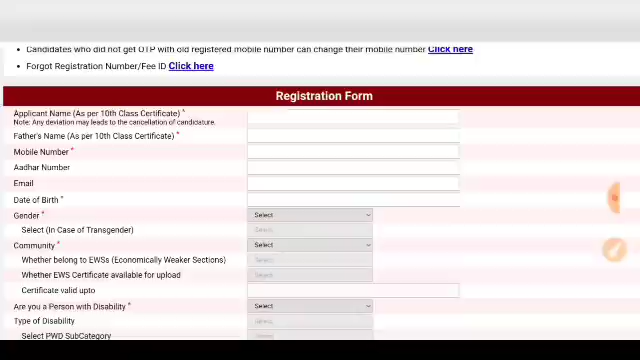 Candidates who did not get OTP with old registered mobile number can change their mobile number Click here
Forgot Registration Number/Fee ID Click here
Registration Form
Applicant Name (As per 10th Class Certificate) *
Note: Any deviation may leads to the cancellation of candidature.
Father's Name (As per 10th Class Certificate) *
Mobile Number *
Aadhar Number
Email
Date of Birth *
Gender * Select
Select (In Case of Transgender) Select
Community * Select
Whether belong to EWSs (Economically Weaker Sections) Select
Whether EWS Certificate available for upload Select
Certificate valid upto
Are you a Person with Disability * Select
Type of Disability Select
Select PWD SubCategory Select